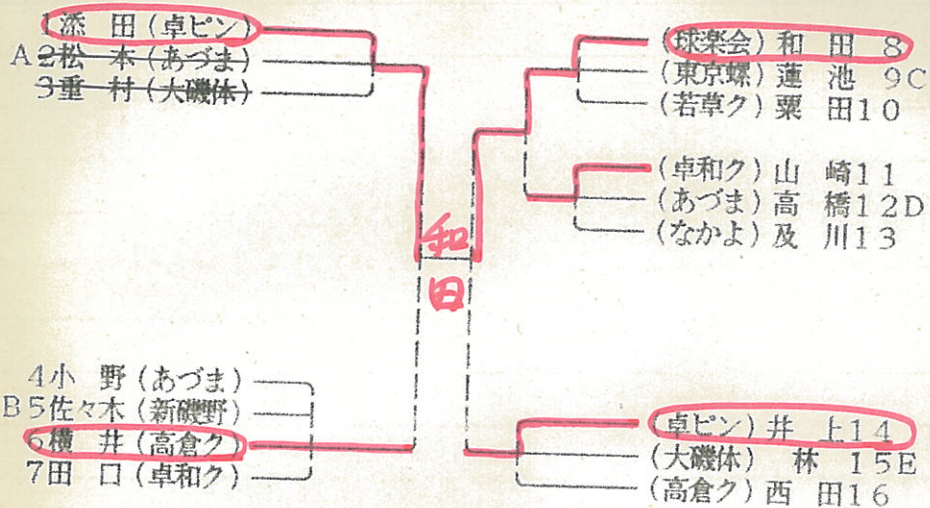 1添 田 (卓ピン)
A 2松 本 (あづま)
3重 村 (大磯体)
4小 野 (あづま)
B 5佐々木 (新磯野)
6横 井 (高倉ク)
7田 口 (卓和ク)
和田
(球楽会) 和 田 8
(東京螺) 蓮 池 9C
(若草ク) 粟 田10
(卓和ク) 山 崎11
(あづま) 高 橋12D
(なかよ) 及 川13
(卓ピン) 井 上14
(大磯体) 林 15E
(高倉ク) 西 田16